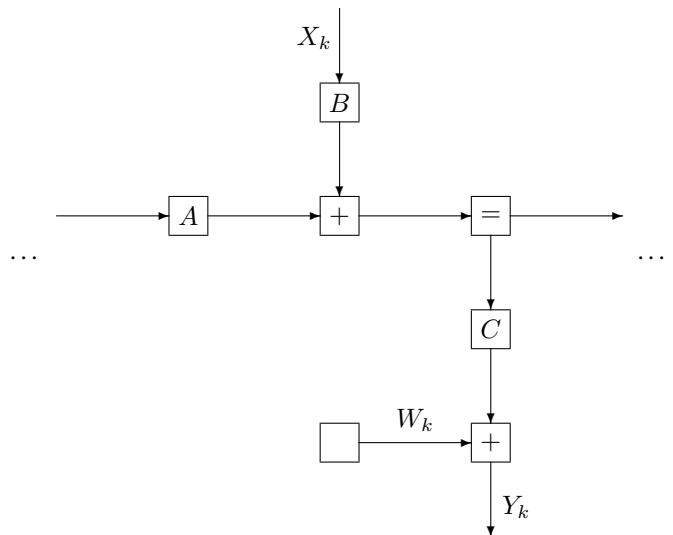 X_k
B
A + =
… …
C
W_k +
Y_k